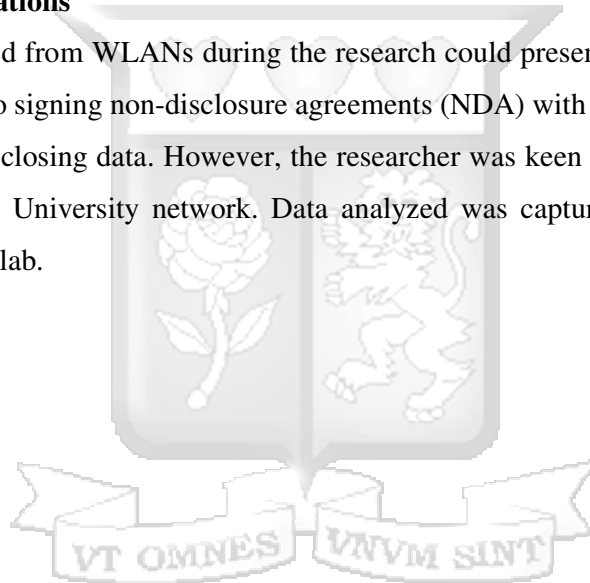 ations
ed from WLANs during the research could presen
o signing non-disclosure agreements (NDA) with
closing data. However, the researcher was keen
University network. Data analyzed was captur
lab.
VT OMNES VNVM SINT